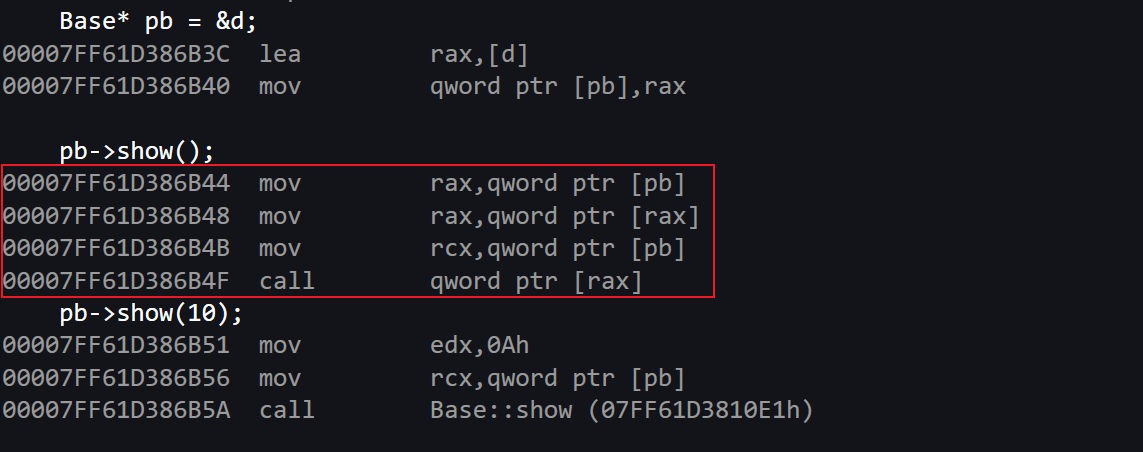 Base* pb = &d;
00007FF61D386B3C lea rax,[d]
00007FF61D386B40 mov qword ptr [pb],rax
pb->show();
00007FF61D386B44 mov rax,qword ptr [pb]
00007FF61D386B48 mov rax,qword ptr [rax]
00007FF61D386B4B mov rcx,qword ptr [pb]
00007FF61D386B4F call qword ptr [rax]
pb->show(10);
00007FF61D386B51 mov edx,0Ah
00007FF61D386B56 mov rcx,qword ptr [pb]
00007FF61D386B5A call Base::show (07FF61D3810E1h)